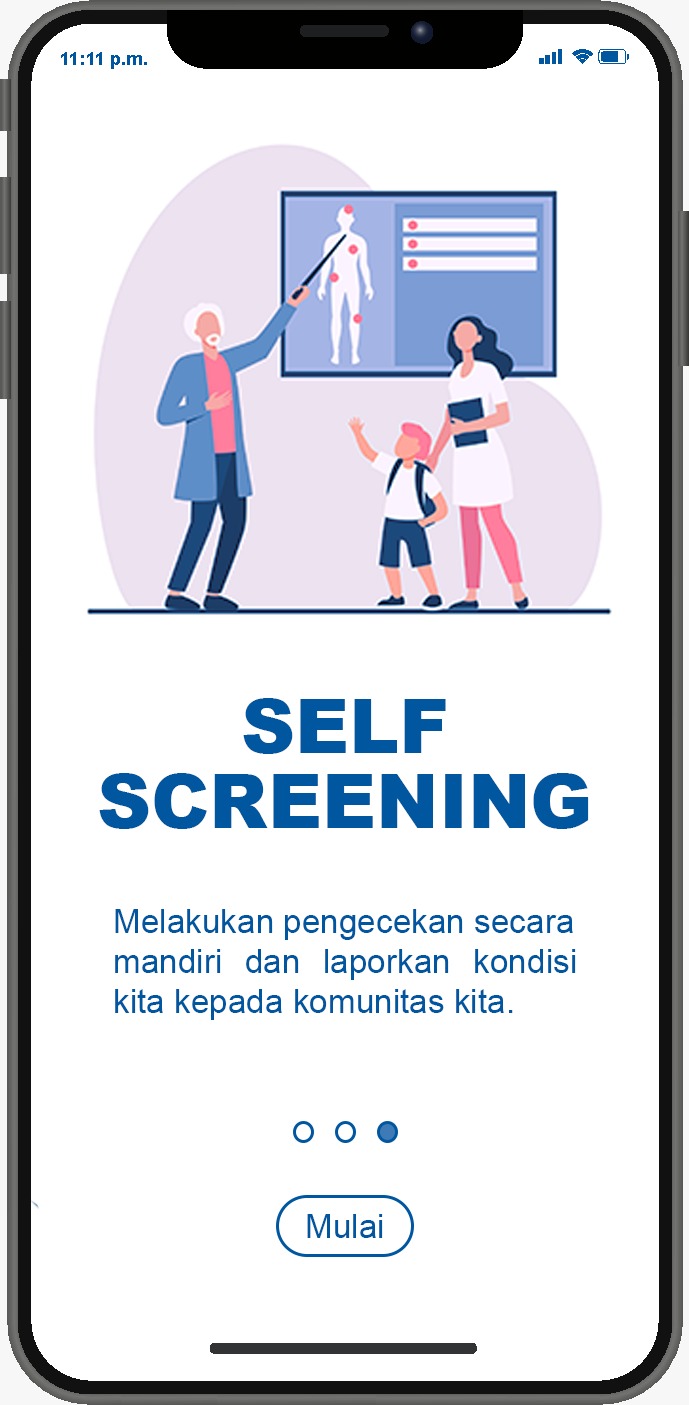 11:11 p.m.
SELF
SCREENING
Melakukan pengecekan secara
mandiri dan laporkan kondisi
kita kepada komunitas kita.
Mulai